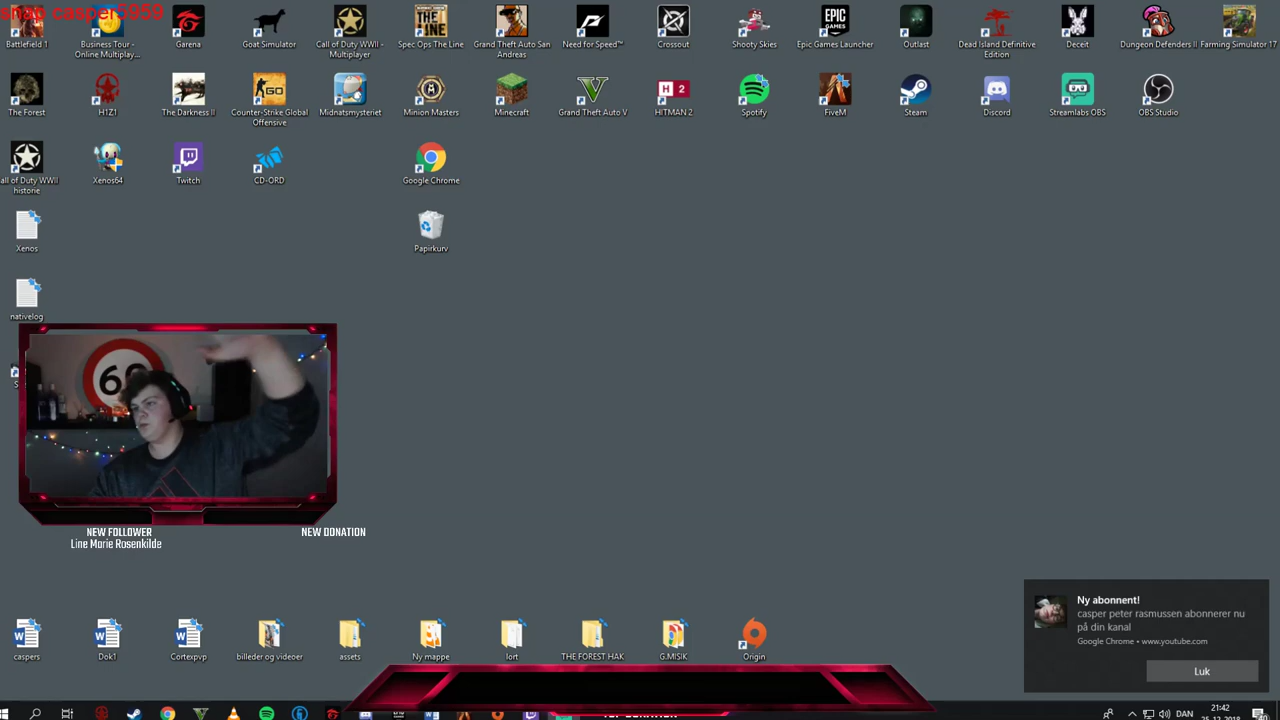 snap casper5959
Battlefield 1
Business Tour -
Online Multiplay...
Garena
Goat Simulator
Call of Duty WWII -
Multiplayer
Spec Ops The Line
Grand Theft Auto San
Andreas
Need for Speed™
Crossout
Shooty Skies
Epic Games Launcher
Outlast
Dead Island Definitive
Edition
Deceit
Dungeon Defenders II
Farming Simulator 17
The Forest
H1Z1
The Darkness II
Counter-Strike Global
Offensive
Midnatsmysteriet
Minion Masters
Minecraft
Grand Theft Auto V
HITMAN 2
Spotify
FiveM
Steam
Discord
Streamlabs OBS
OBS Studio
all of Duty WWII
historie
Xenos64
Twitch
CD-ORD
Google Chrome
Xenos
Papirkurv
nativelog
60
NEW FOLLOWER
Line Marie Rosenkilde
NEW DONATION
Ny abonnent!
casper peter rasmussen abonnerer nu
på din kanal
Google Chrome • www.youtube.com
Luk
caspers
Dok1
Cortexpvp
billeder og videoer
assets
Ny mappe
lort
THE FOREST HAK
G.MISIK
Origin
DAN
21:42
25-12-2018